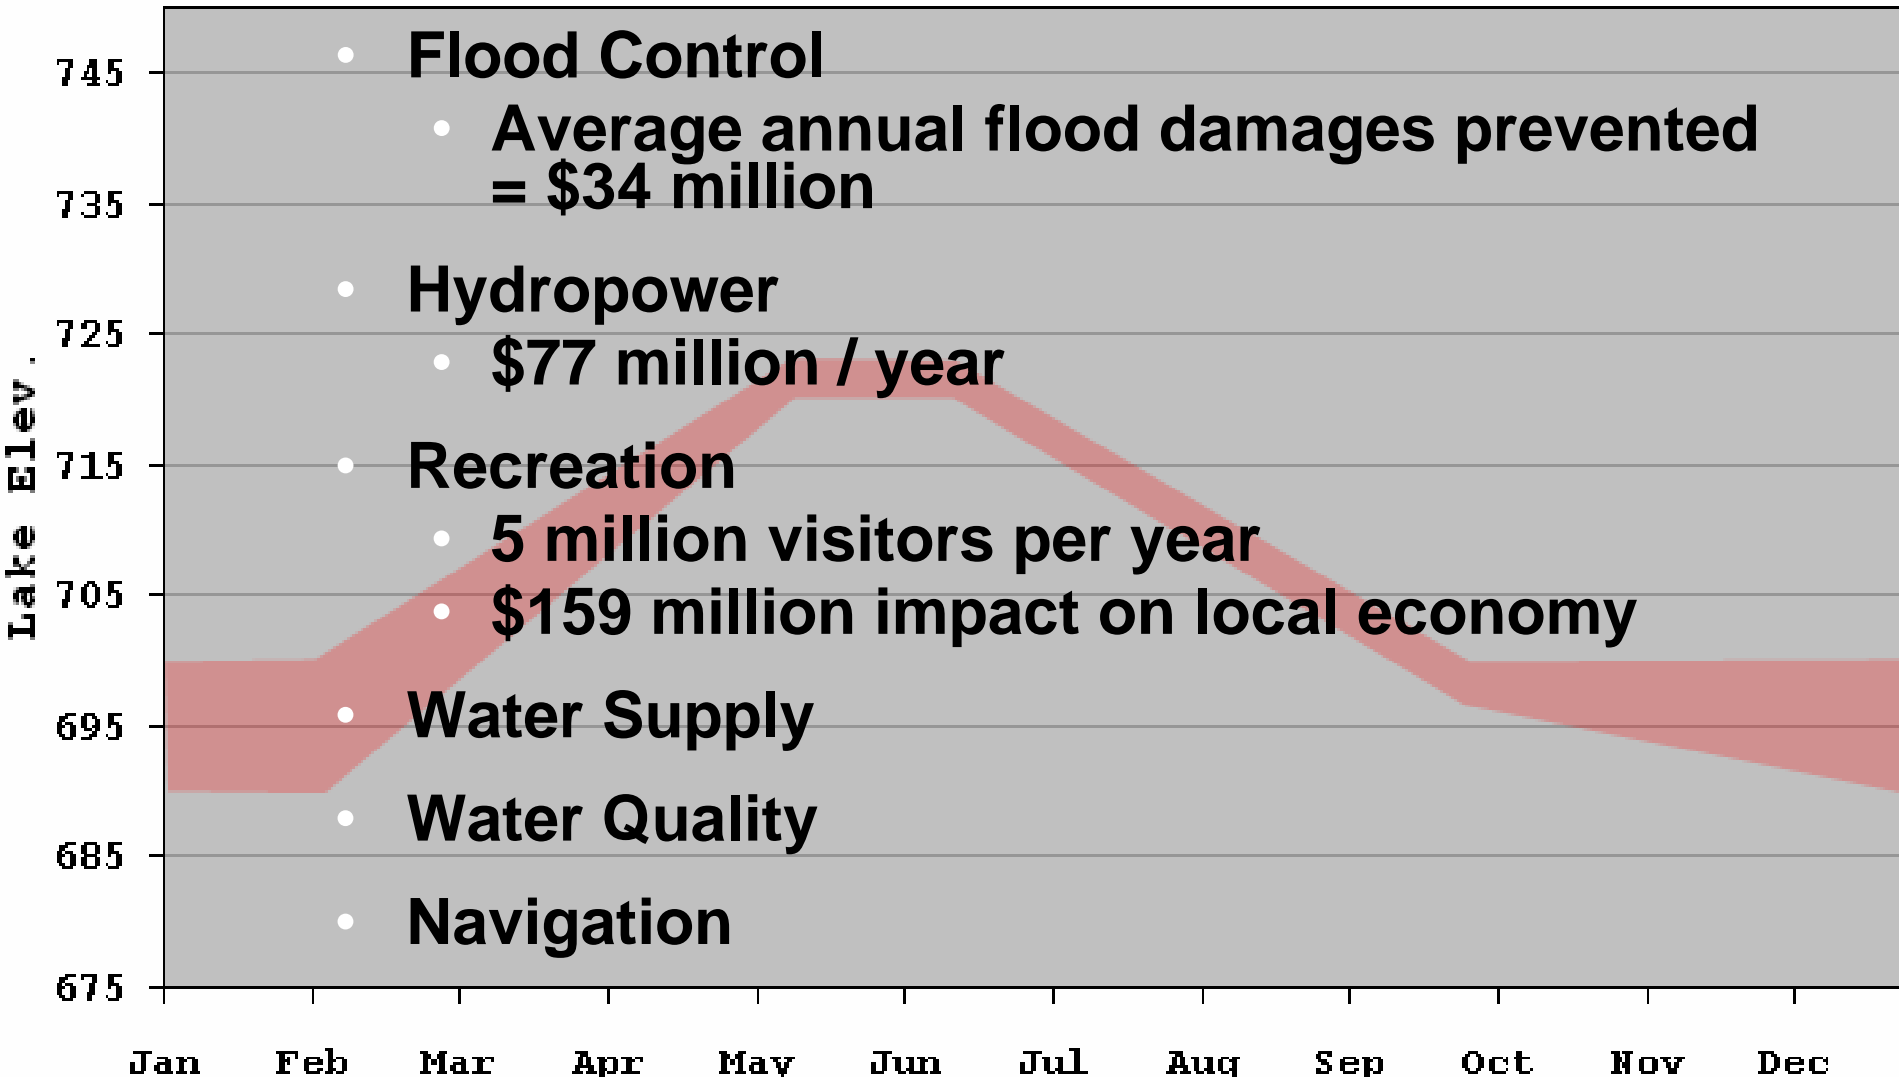 • Flood Control
• Average annual flood damages prevented
= $34 million
• Hydropower
• $77 million / year
• Recreation
• 5 million visitors per year
• $159 million impact on local economy
• Water Supply
• Water Quality
• Navigation
Lake Elev.
745
735
725
715
705
695
685
675
Jan Feb Mar Apr May Jun Jul Aug Sep Oct Nov Dec